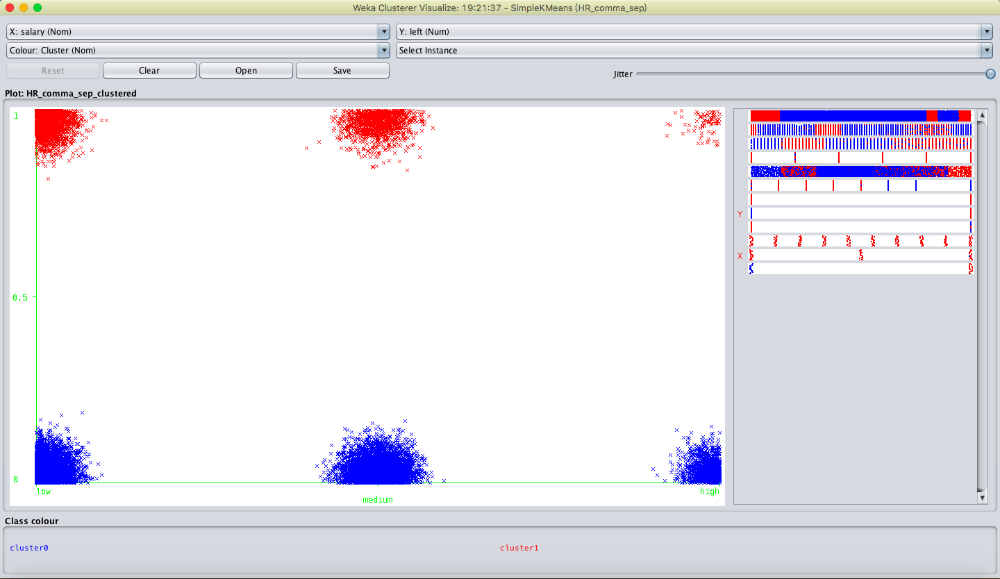 Weka Clusterer Visualize: 19:21:37 - SimpleKMeans (HR_comma_sep)
X: salary (Nom) Y: left (Num)
Colour: Cluster (Nom) Select Instance
Reset Clear Open Save Jitter
Plot: HR_comma_sep_clustered
1
0.5
0
low medium high
Y
X
Class colour
cluster0 cluster1